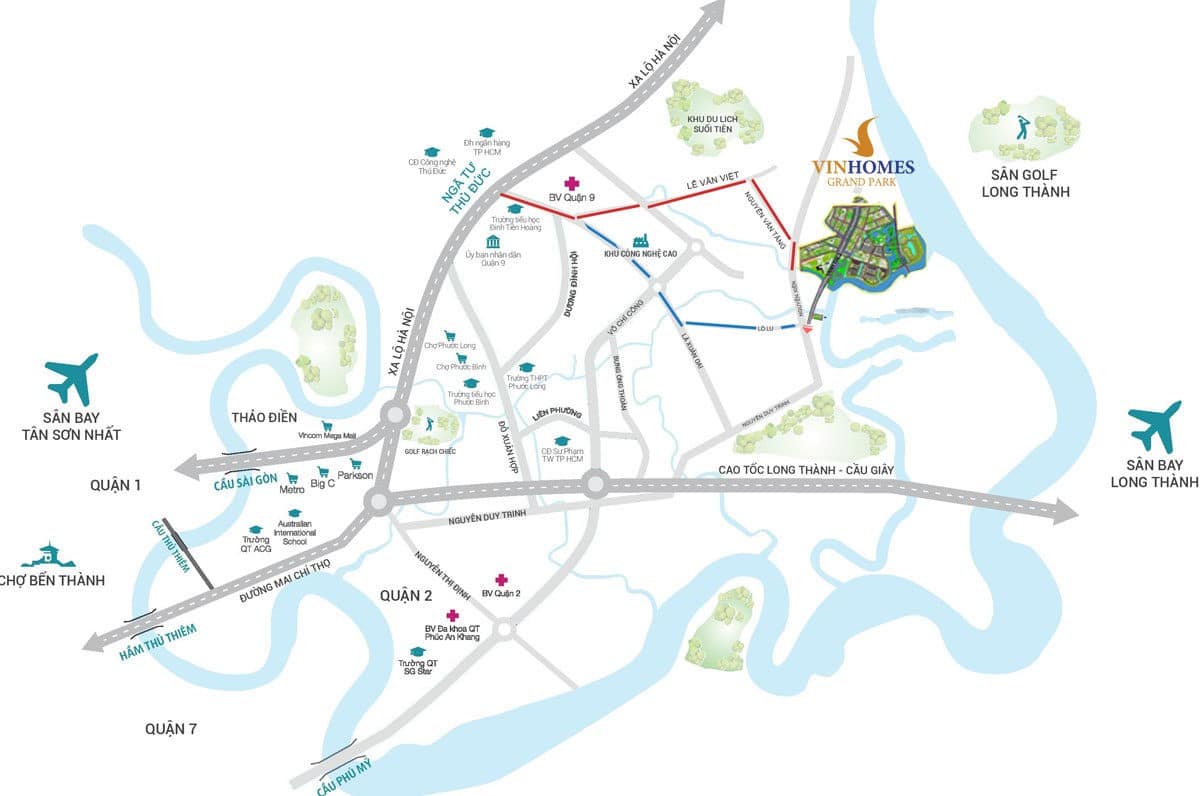 XA LỘ HÀ NỘI
KHU DU LỊCH
SUỐI TIÊN
VINHOMES
GRAND PARK
SÂN GOLF
LONG THÀNH
Đh ngân hàng
TP HCM
CĐ Công nghệ
Thủ Đức
NGÃ TƯ
THỦ ĐỨC
BV Quận 9
LÊ VĂN VIỆT
NGUYỄN VĂN TĂNG
Trường tiểu học
Đinh Tiên Hoàng
Ủy ban nhân dân
Quận 9
KHU CÔNG NGHỆ CAO
DƯƠNG ĐÌNH HỘI
VÕ CHÍ CÔNG
NGUYỄN XIỂN
LÒ LU
LÃ XUÂN OAI
XA LỘ HÀ NỘI
Chợ Phước Long
Chợ Phước Bình
Trường tiểu học
Phước Bình
Trường THPT
Phước Long
BƯNG ÔNG THOÀN
LIÊN PHƯỜNG
NGUYỄN DUY TRINH
SÂN BAY
TÂN SƠN NHẤT
THẢO ĐIỀN
Vincom Mega Mall
GOLF RẠCH CHIẾC
ĐỖ XUÂN HỢP
CĐ Sư Phạm
TW TP HCM
CAO TỐC LONG THÀNH - CẦU GIÂY
SÂN BAY
LONG THÀNH
QUẬN 1
CẦU SÀI GÒN
Metro
Big C
Parkson
CẦU THỦ THIÊM
Trường
QT ACG
Australian
International
School
NGUYỄN DUY TRINH
CHỢ BẾN THÀNH
ĐƯỜNG MAI CHÍ THỌ
NGUYỄN THỊ ĐỊNH
QUẬN 2
BV Quận 2
BV Đa khoa QT
Phúc An Khang
Trường QT
SG Star
HẦM THỦ THIÊM
QUẬN 7
CẦU PHÚ MỸ